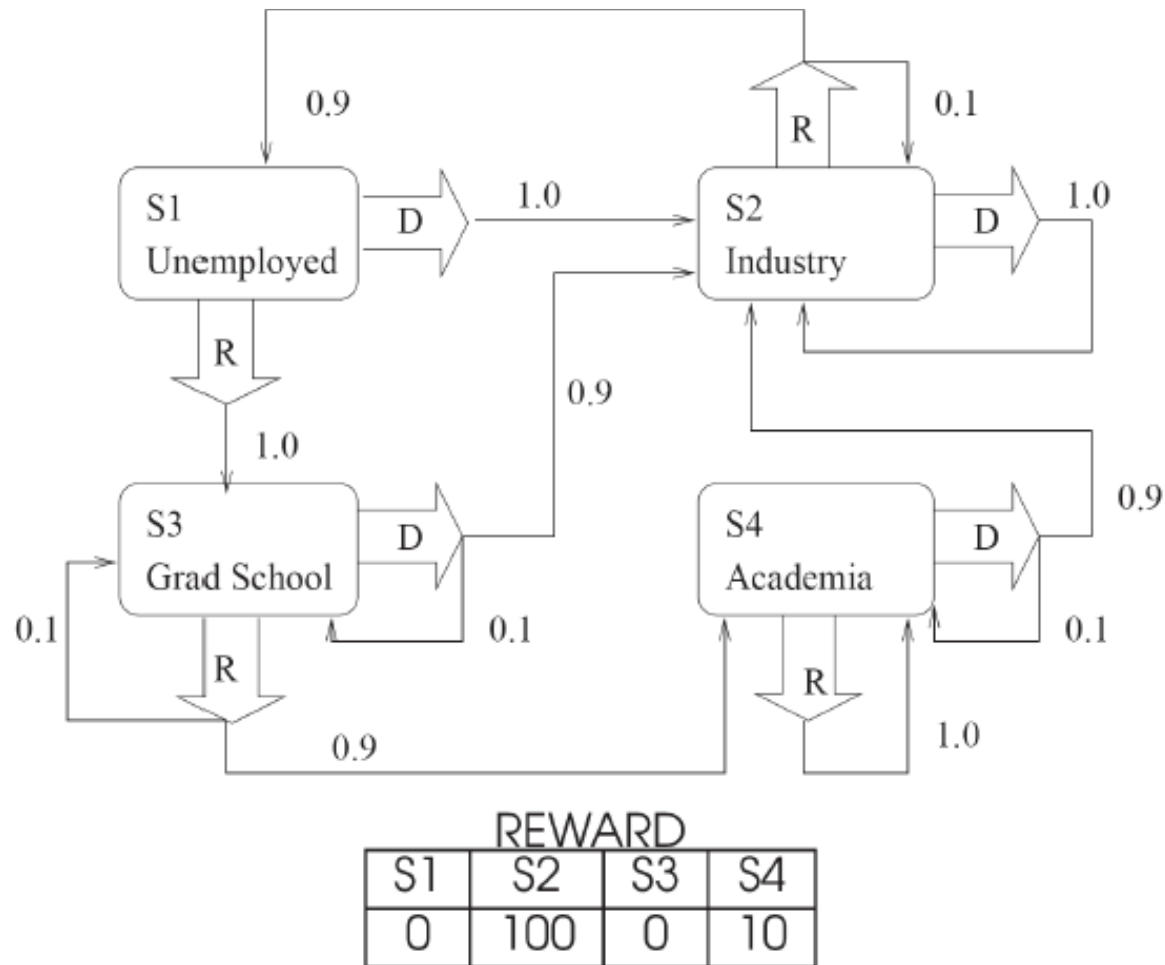 0.9
0.1
R
S1
Unemployed
D
1.0
S2
Industry
D
1.0
R
0.9
1.0
S3
Grad School
D
S4
Academia
D
0.9
0.1
R
0.1
R
0.1
0.9
1.0
REWARD
S1 S2 S3 S4
0 100 0 10